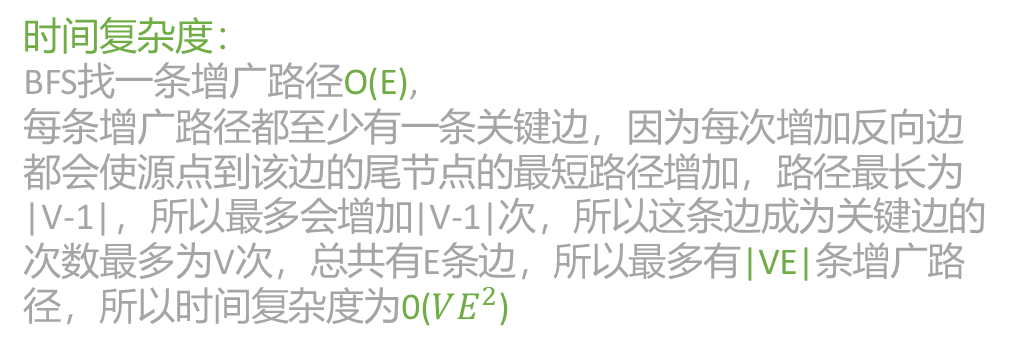 时间复杂度：
BFS找一条增广路径O(E),
每条增广路径都至少有一条关键边，因为每次增加反向边
都会使源点到该边的尾节点的最短路径增加，路径最长为
|V-1|，所以最多会增加|V-1|次，所以这条边成为关键边的
次数最多为V次，总共有E条边，所以最多有|VE|条增广路
径，所以时间复杂度为0(𝑉𝐸²)